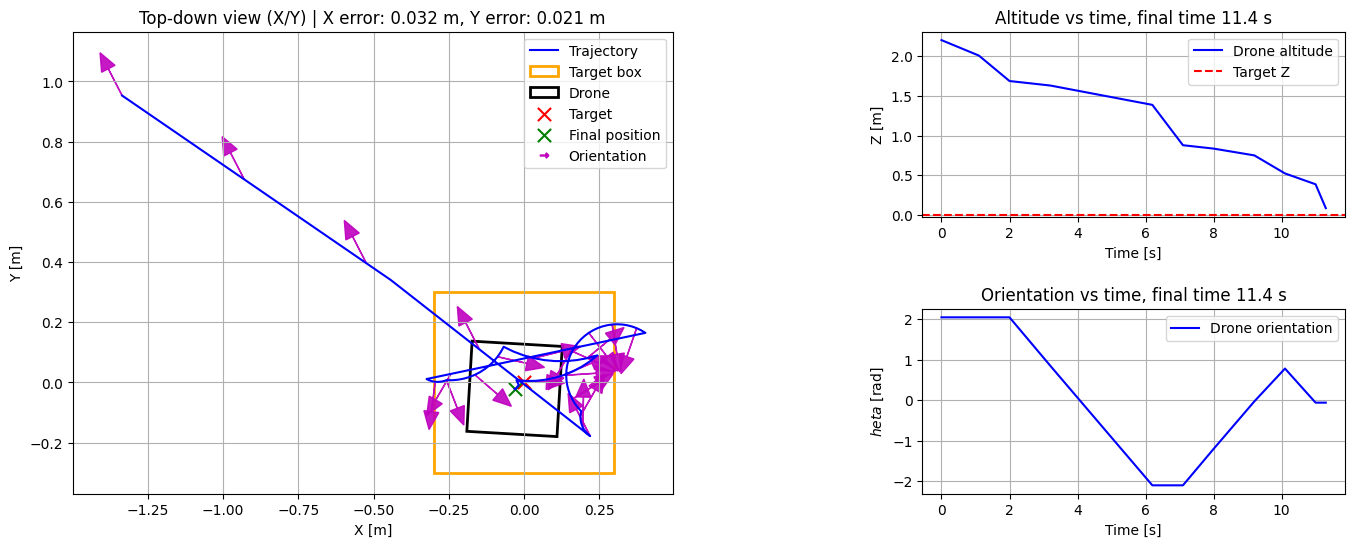 Top-down view (X/Y) | X error: 0.032 m, Y error: 0.021 m
Trajectory
Target box
Drone
Target
Final position
Orientation
1.0
0.8
0.6
0.4
0.2
0.0
−0.2
Y [m]
−1.25
−1.00
−0.75
−0.50
−0.25
0.00
0.25
X [m]
Altitude vs time, final time 11.4 s
Drone altitude
Target Z
2.0
1.5
1.0
0.5
0.0
Z [m]
0
2
4
6
8
10
Time [s]
Orientation vs time, final time 11.4 s
Drone orientation
2
1
0
−1
−2
heta [rad]
0
2
4
6
8
10
Time [s]